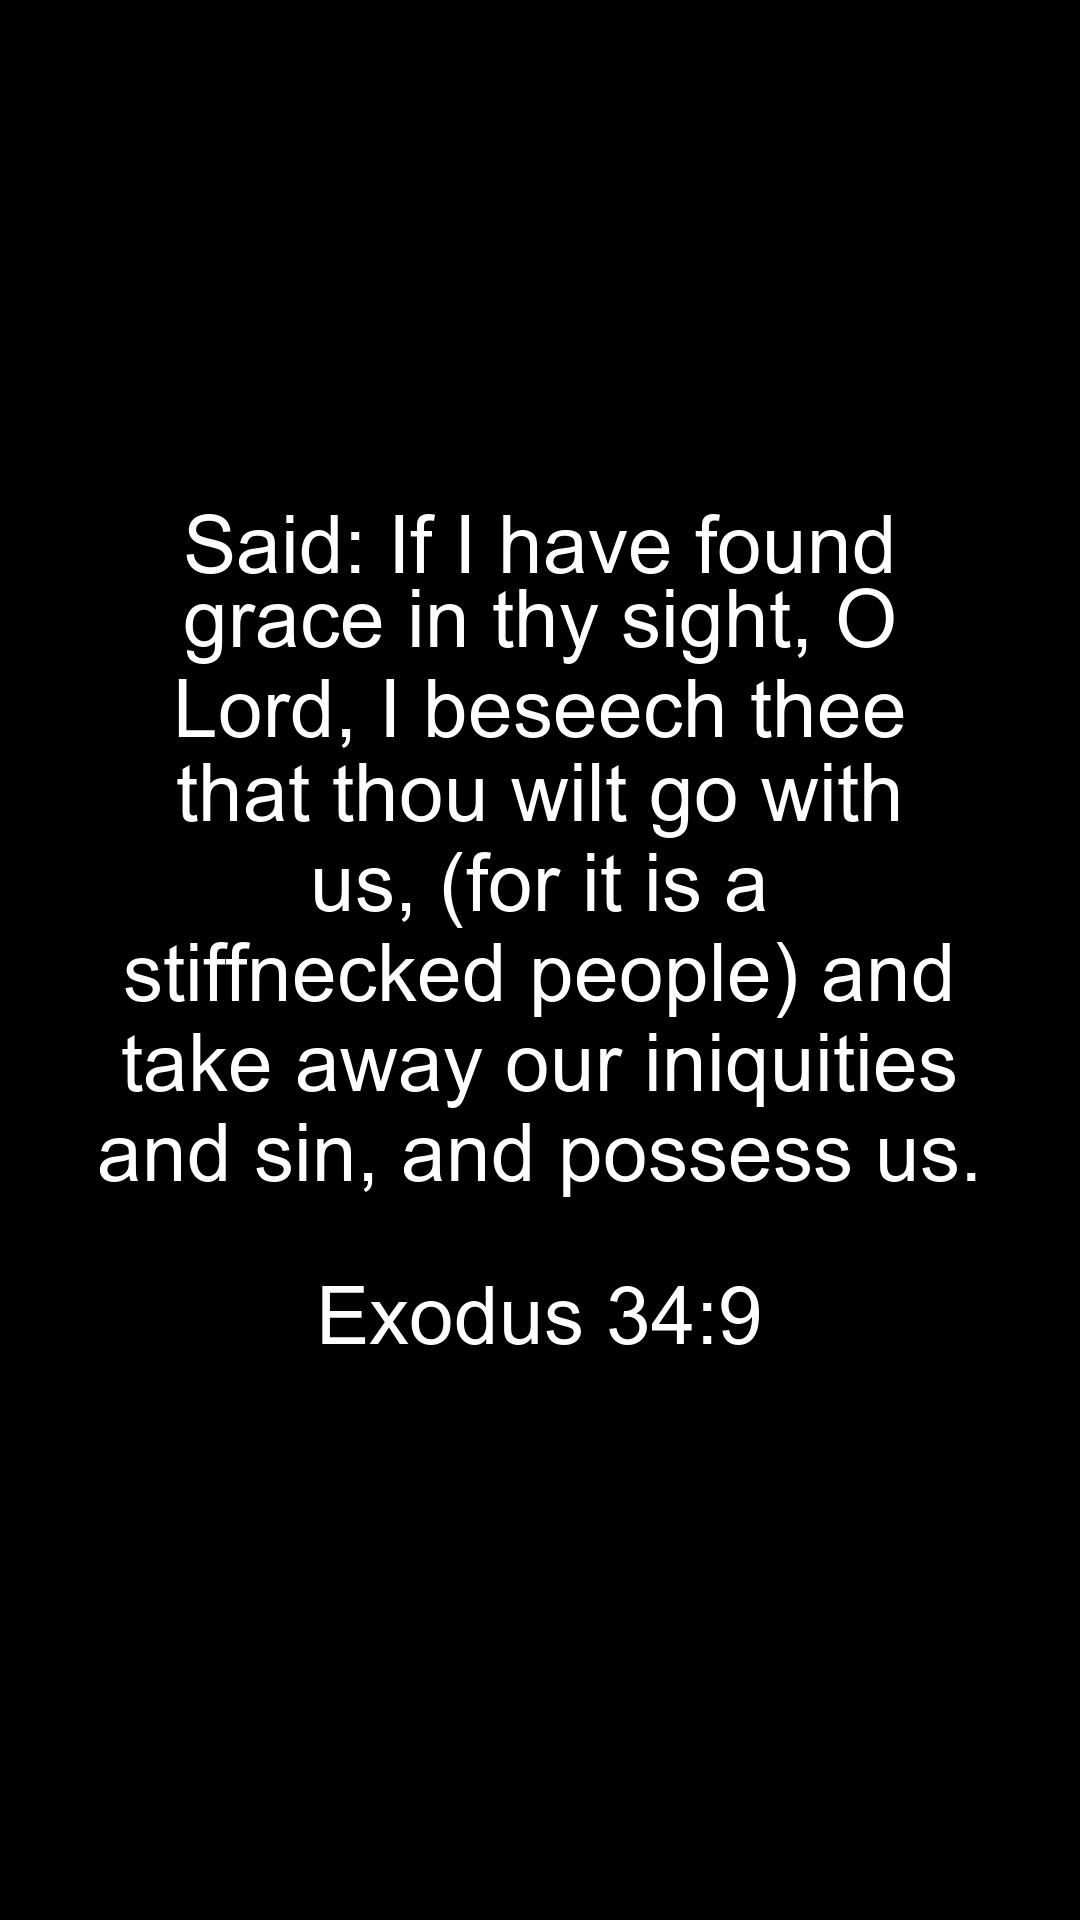 Said: If I have found
grace in thy sight, O
Lord, I beseech thee
that thou wilt go with
us, (for it is a
stiffnecked people) and
take away our iniquities
and sin, and possess us.
Exodus 34:9